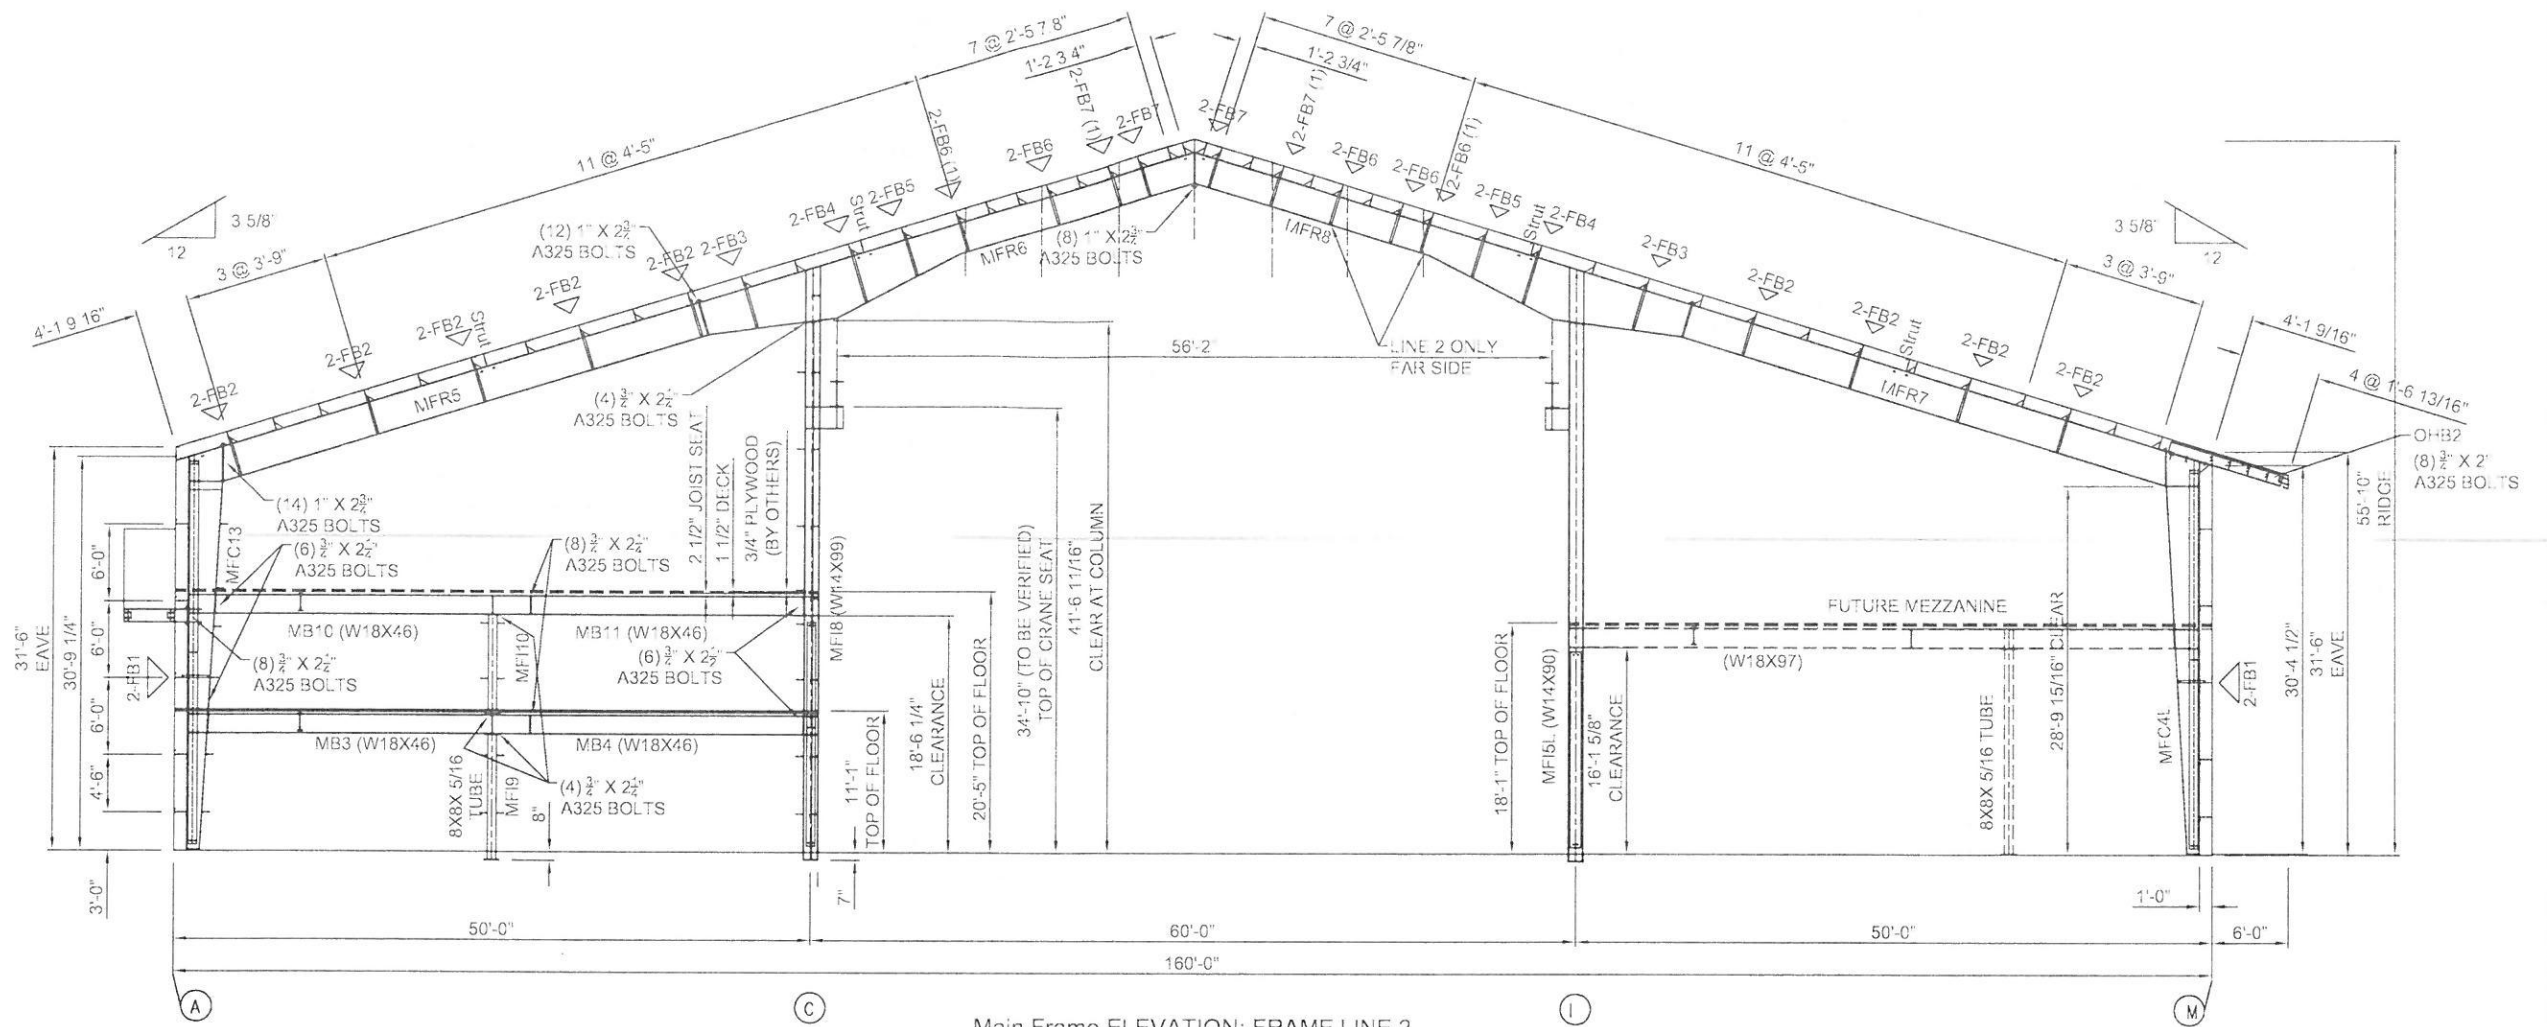 7 @ 2'-5 7 8"
1'-2 3 4"
7 @ 2'-5 7/8"
1'-2 3/4"
11 @ 4'-5"
11 @ 4'-5"
2-FB7 (1)
2-FB7
2-FB7
2-FB7 (1)
2-FB6 (1)
2-FB6
2-FB6
2-FB6
2-FB6 (1)
3 5/8'
12
3 5/8'
12
3 @ 3'-9"
3 @ 3'-9"
4'-1 9 16"
4'-1 9/16"
4 @ 1'-6 13/16"
(12) 1" X 2¾"
A325 BOLTS
2-FB4
Strut
2-FB5
2-FB5
Strut
2-FB4
2-FB2
2-FB3
2-FB3
MFR6
(8) 1" X 2¾"
A325 BOLTS
MFR8
2-FB2
2-FB2
Strut
2-FB2
2-FB2
2-FB2
2-FB2
Strut
2-FB2
2-FB2
MFR5
MFR7
56'-2"
LINE 2 ONLY
FAR SIDE
(4) ¾" X 2¼"
A325 BOLTS
OHB2
(8) ¾" X 2'
A325 BOLTS
55'-10"
RIDGE
(14) 1" X 2¾"
A325 BOLTS
MFC13
(6) ¾" X 2¼"
A325 BOLTS
(8) ¾" X 2¼"
A325 BOLTS
2 1/2" JOIST SEAT
1 1/2" DECK
3/4" PLYWOOD
(BY OTHERS)
31'-6"
EAVE
30'-9 1/4"
6'-0"
6'-0"
6'-0"
4'-6"
3'-0"
2-FB1
MB10 (W18X46)
MB11 (W18X46)
MFI10
(8) ¾" X 2¼"
A325 BOLTS
(6) ¾" X 2½"
A325 BOLTS
MB3 (W18X46)
MB4 (W18X46)
8X8X 5/16
TUBE
MFI9
8"
(4) ¾" X 2¼"
A325 BOLTS
MFI8 (W14X99)
11'-1"
TOP OF FLOOR
18'-6 1/4"
CLEARANCE
20'-5" TOP OF FLOOR
34'-10" (TO BE VERIFIED)
TOP OF CRANE SEAT
41'-6 11/16"
CLEAR AT COLUMN
7"
FUTURE MEZZANINE
(W18X97)
18'-1" TOP OF FLOOR
MFI5L (W14X90)
16'-1 5/8"
CLEARANCE
8X8X 5/16 TUBE
28'-9 15/16" CLEAR
MFC4L
2-FB1
30'-4 1/2"
31'-6"
EAVE
1'-0"
50'-0"
60'-0"
50'-0"
6'-0"
160'-0"
A
C
I
M
Main Frame ELEVATION: FRAME LINE 2